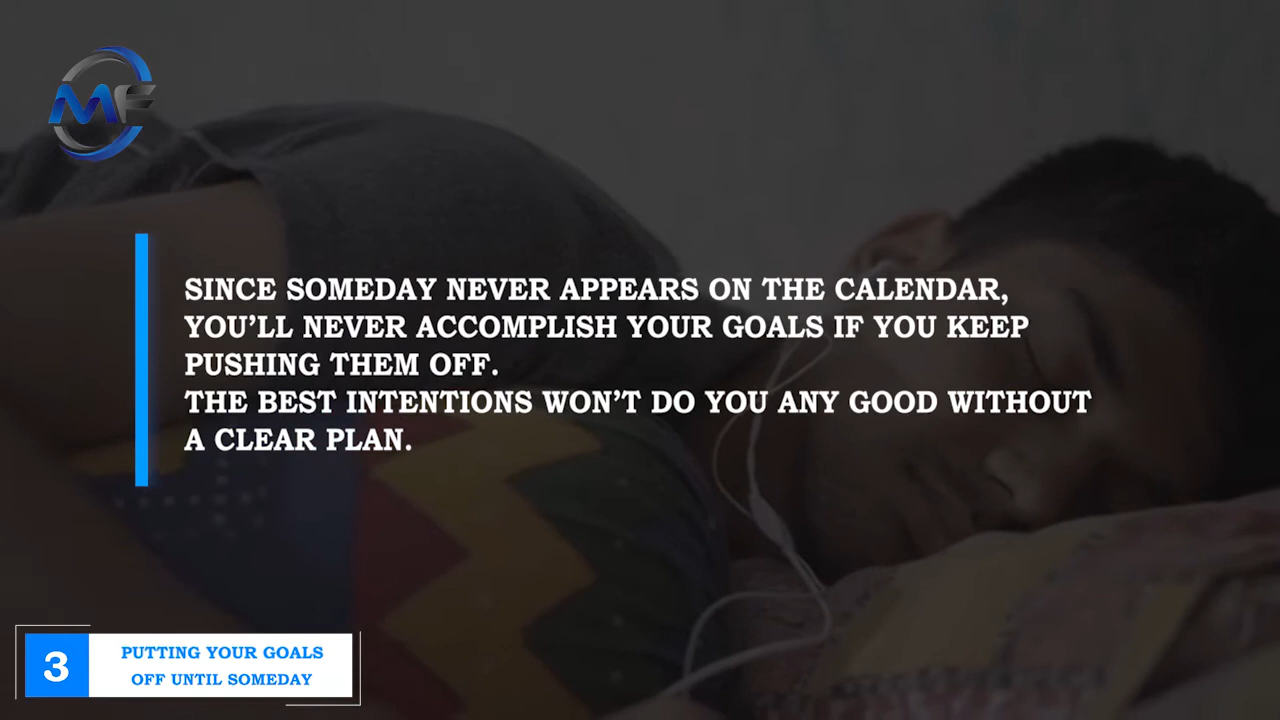 MF
SINCE SOMEDAY NEVER APPEARS ON THE CALENDAR,
YOU'LL NEVER ACCOMPLISH YOUR GOALS IF YOU KEEP
PUSHING THEM OFF.
THE BEST INTENTIONS WON'T DO YOU ANY GOOD WITHOUT
A CLEAR PLAN.
3
PUTTING YOUR GOALS
OFF UNTIL SOMEDAY